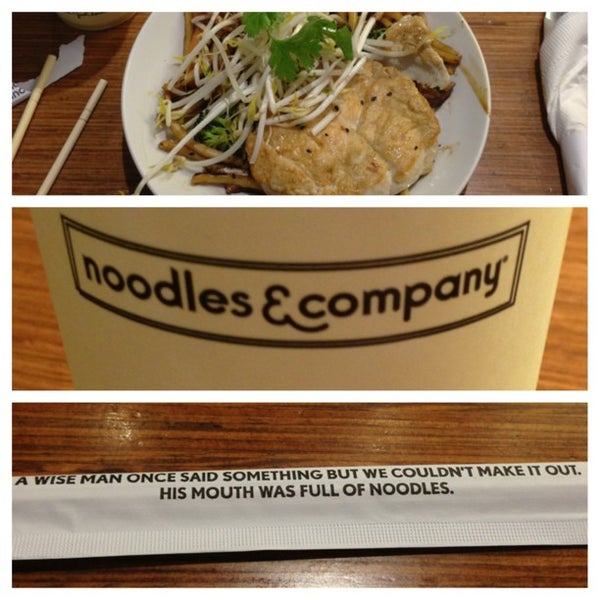 noodles & company
A WISE MAN ONCE SAID SOMETHING BUT WE COULDN'T MAKE IT OUT.
HIS MOUTH WAS FULL OF NOODLES.